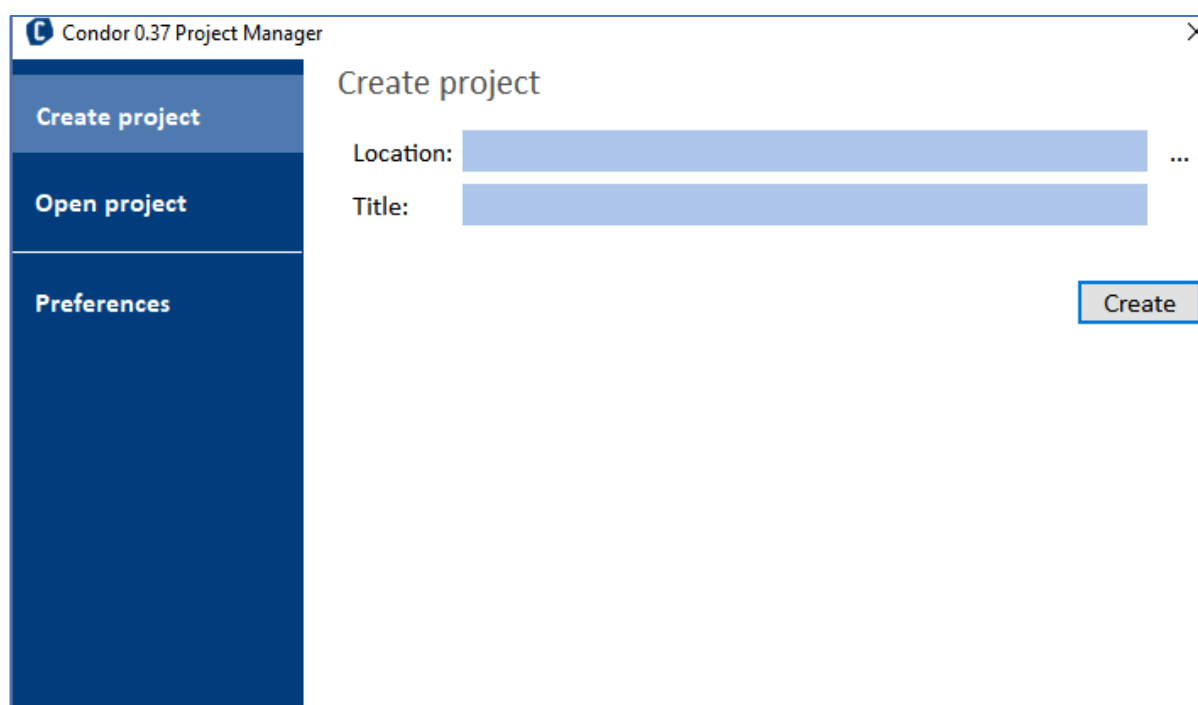 Condor 0.37 Project Manager
Create project
Open project
Preferences
Create project
Location:
...
Title:
Create